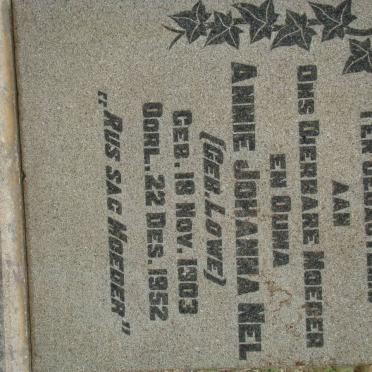 TER GEDAGTENIS
AAN
ONS DIERBARE MOEDER
EN OUMA
ANNIE JOHANNA NEL
(GEB. LOWE)
GEB. 18 NOV. 1903
OORL. 22 DES. 1952
"RUS SAG MOEDER"